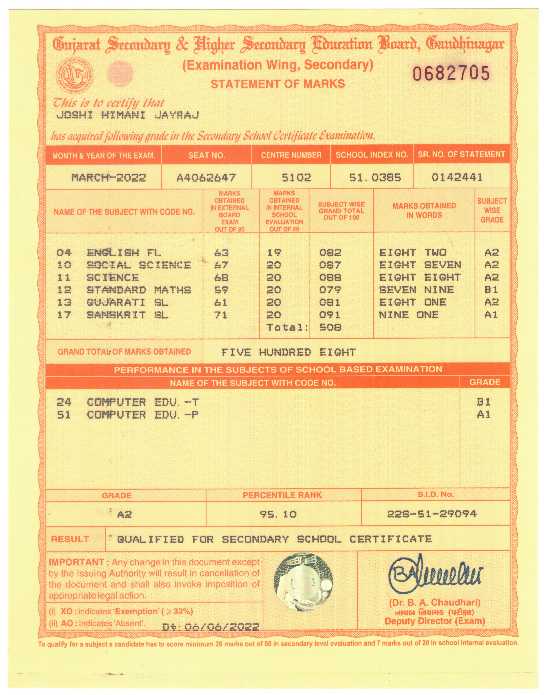 Gujarat Secondary & Higher Secondary Education Board, Gandhinagar
(Examination Wing, Secondary)
STATEMENT OF MARKS
0682705
This is to certify that
JOSHI HIMANI JAYRAJ
has acquired following grade in the Secondary School Certificate Examination.
MONTH & YEAR OF THE EXAM. SEAT NO. CENTRE NUMBER SCHOOL INDEX NO. SR. NO. OF STATEMENT
MARCH-2022 A4062647 5102 51.0385 0142441
NAME OF THE SUBJECT WITH CODE NO. MARKS OBTAINED IN EXTERNAL BOARD EXAM OUT OF 80 MARKS OBTAINED IN INTERNAL SCHOOL EVALUATION OUT OF 20 SUBJECT WISE GRAND TOTAL OUT OF 100 MARKS OBTAINED IN WORDS SUBJECT WISE GRADE
04 ENGLISH FL 63 19 082 EIGHT TWO A2
10 SOCIAL SCIENCE 67 20 087 EIGHT SEVEN A2
11 SCIENCE 68 20 088 EIGHT EIGHT A2
12 STANDARD MATHS 59 20 079 SEVEN NINE B1
13 GUJARATI SL 61 20 081 EIGHT ONE A2
17 SANSKRIT SL 71 20 091 NINE ONE A1
Total: 508
GRAND TOTAL OF MARKS OBTAINED FIVE HUNDRED EIGHT
PERFORMANCE IN THE SUBJECTS OF SCHOOL BASED EXAMINATION
NAME OF THE SUBJECT WITH CODE NO. GRADE
24 COMPUTER EDU. -T B1
51 COMPUTER EDU. -P A1
GRADE PERCENTILE RANK S.I.D. No.
A2 95.10 22S-51-29094
RESULT QUALIFIED FOR SECONDARY SCHOOL CERTIFICATE
IMPORTANT : Any change in this document except
by the Issuing Authority will result in cancellation of
the document and shall also invoke imposition of
appropriate legal action.
(i) XO : indicates 'Exemption' ( ≥ 33%)
(ii) AO : indicates 'Absent'.
Dt: 06/06/2022
(Dr. B. A. Chaudhari)
નાયબ નિયામક (પરીક્ષા)
Deputy Director (Exam)
To qualify for a subject a candidate has to score minimum 26 marks out of 80 in secondary level evaluation and 7 marks out of 20 in school internal evaluation.